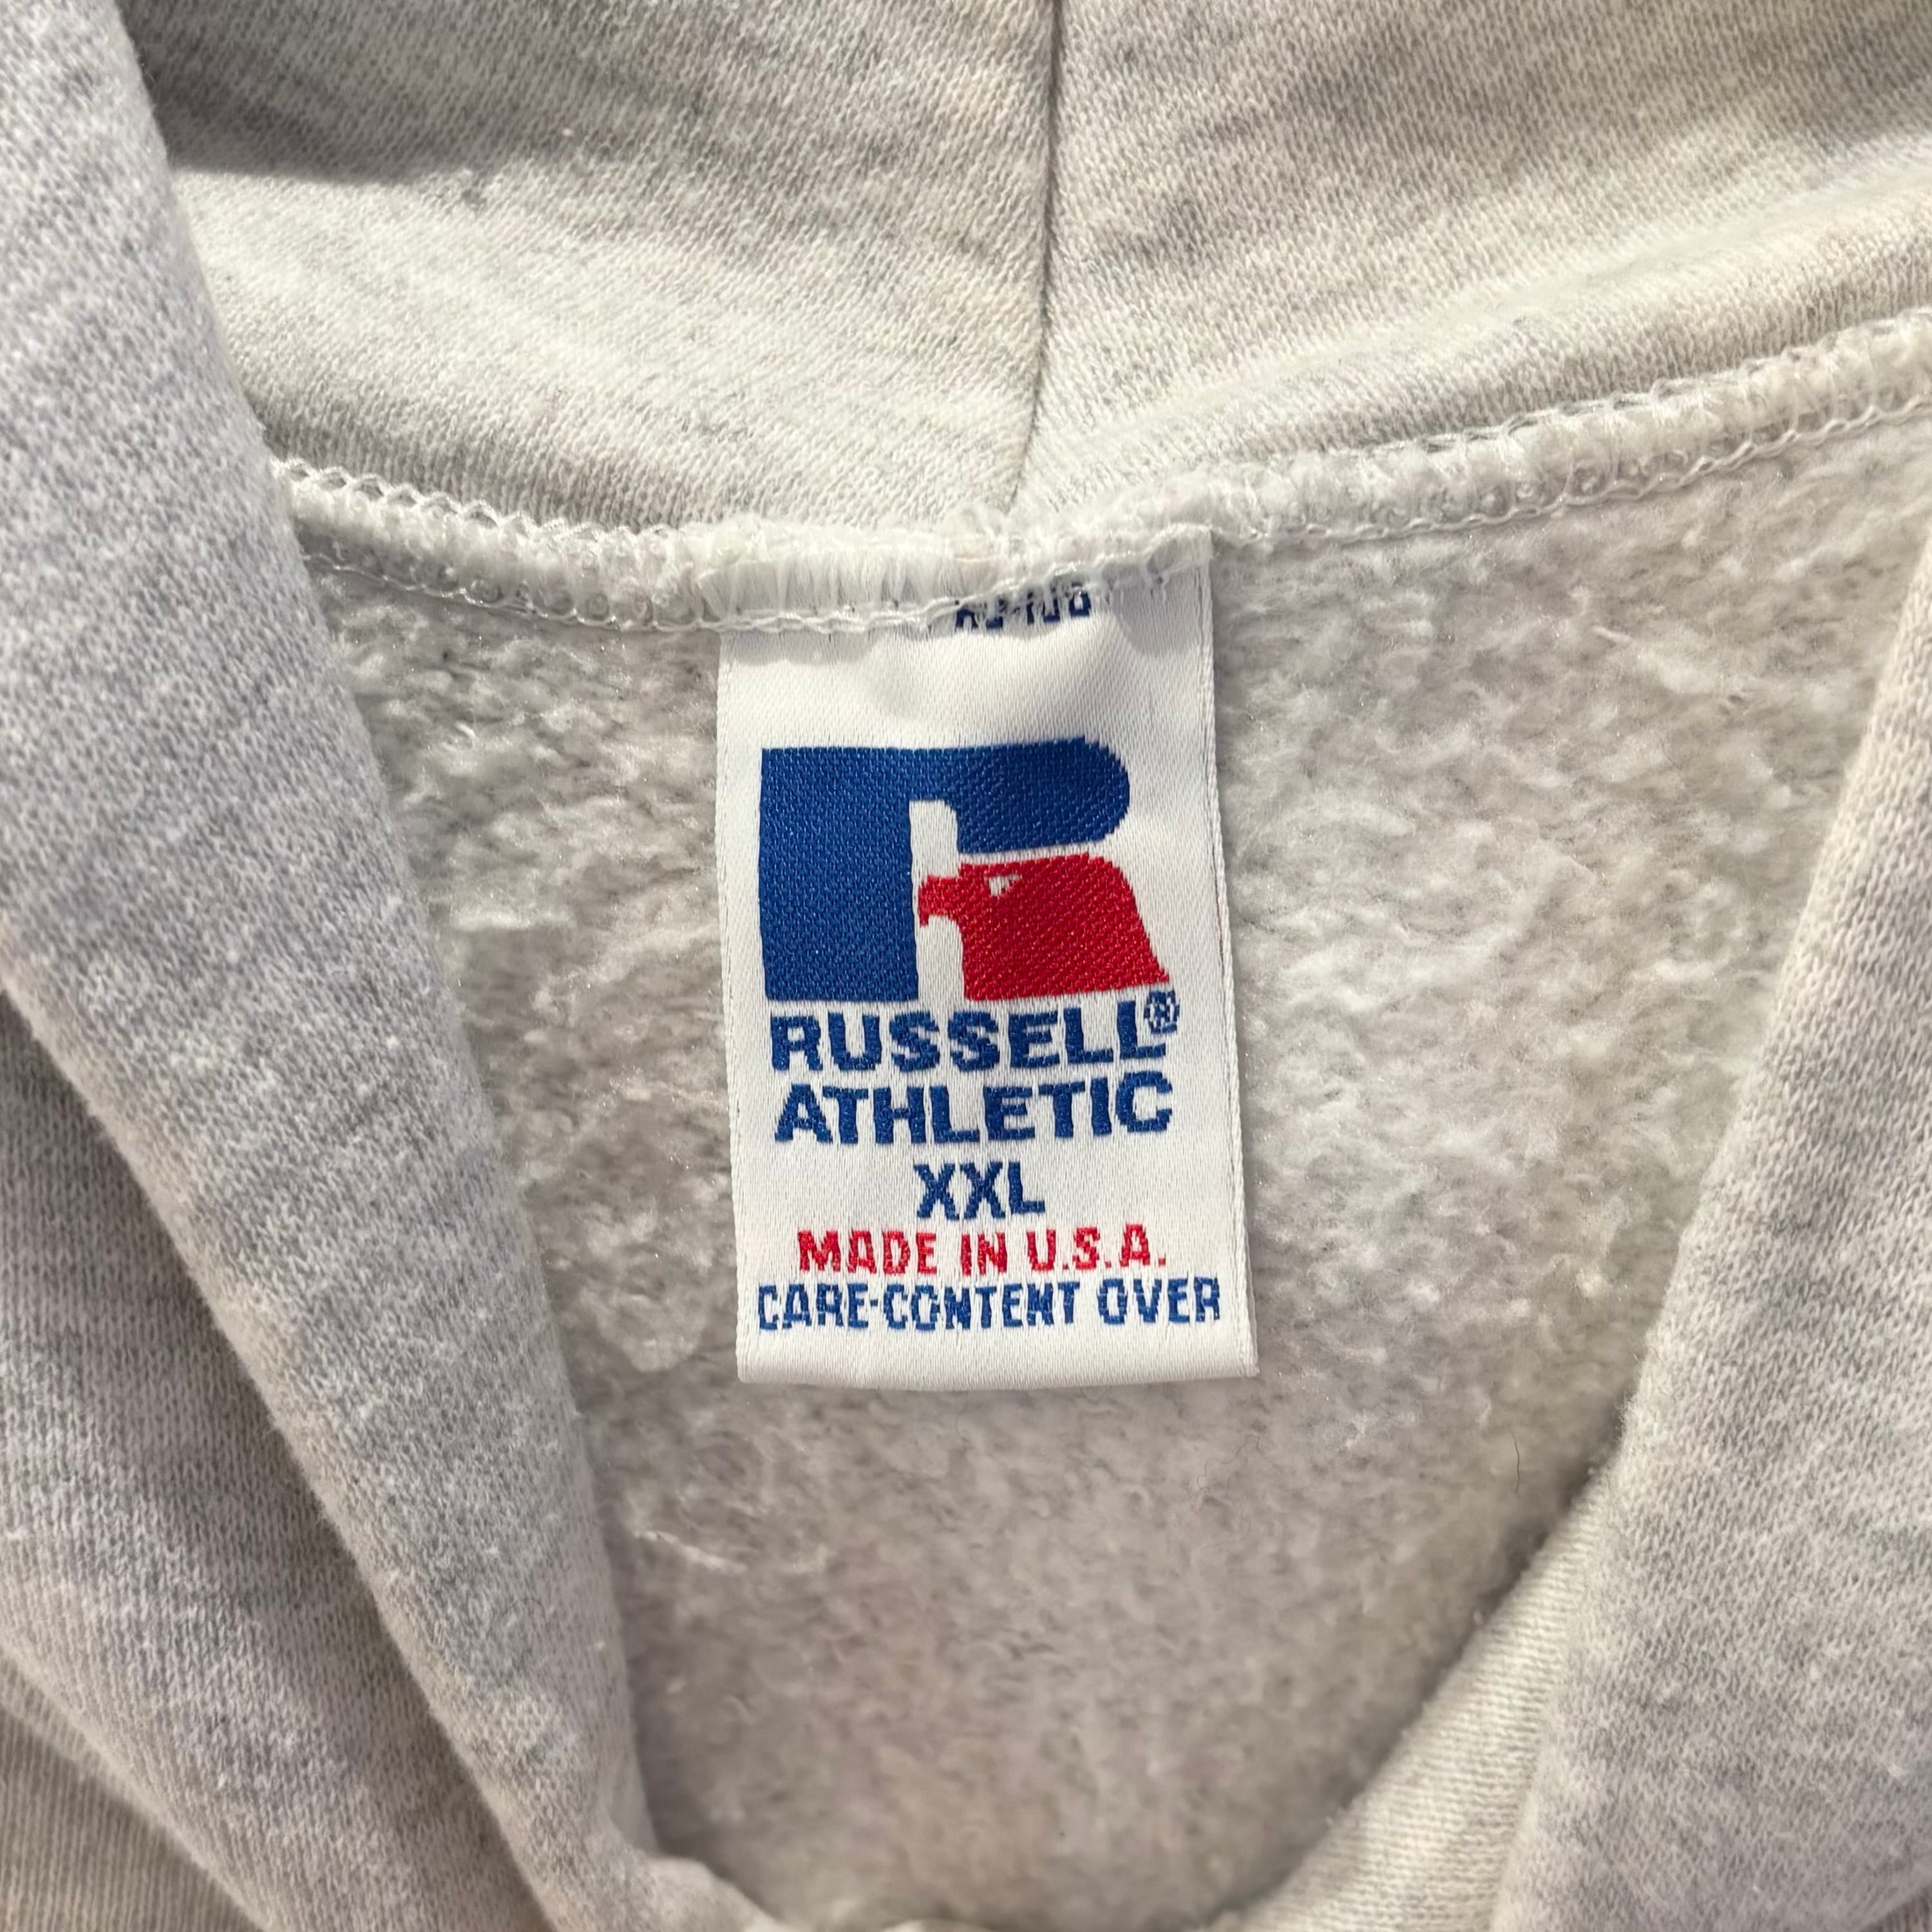 RUSSELL®
ATHLETIC
XXL
MADE IN U.S.A.
CARE-CONTENT OVER